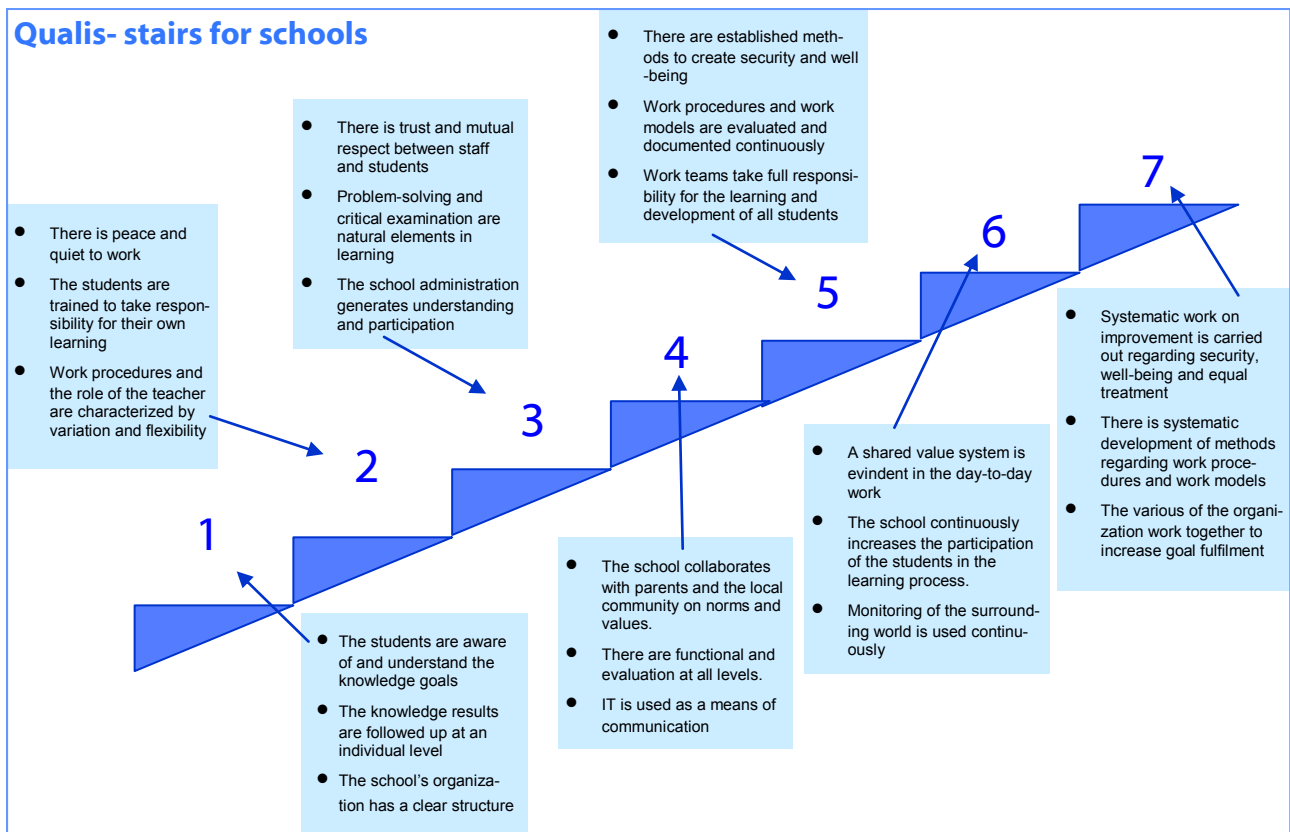 Qualis- stairs for schools
1
• The students are aware
of and understand the
knowledge goals
• The knowledge results
are followed up at an
individual level
• The school’s organiza-
tion has a clear structure
2
• There is peace and
quiet to work
• The students are
trained to take respon-
sibility for their own
learning
• Work procedures and
the role of the teacher
are characterized by
variation and flexibility
3
• There is trust and mutual
respect between staff
and students
• Problem-solving and
critical examination are
natural elements in
learning
• The school administration
generates understanding
and participation
4
• The school collaborates
with parents and the local
community on norms and
values.
• There are functional and
evaluation at all levels.
• IT is used as a means of
communication
5
• There are established meth-
ods to create security and well
-being
• Work procedures and work
models are evaluated and
documented continuously
• Work teams take full responsi-
bility for the learning and
development of all students
6
• A shared value system is
evindent in the day-to-day
work
• The school continuously
increases the participation
of the students in the
learning process.
• Monitoring of the surround-
ing world is used continu-
ously
7
• Systematic work on
improvement is carried
out regarding security,
well-being and equal
treatment
• There is systematic
development of methods
regarding work proce-
dures and work models
• The various of the organi-
zation work together to
increase goal fulfilment